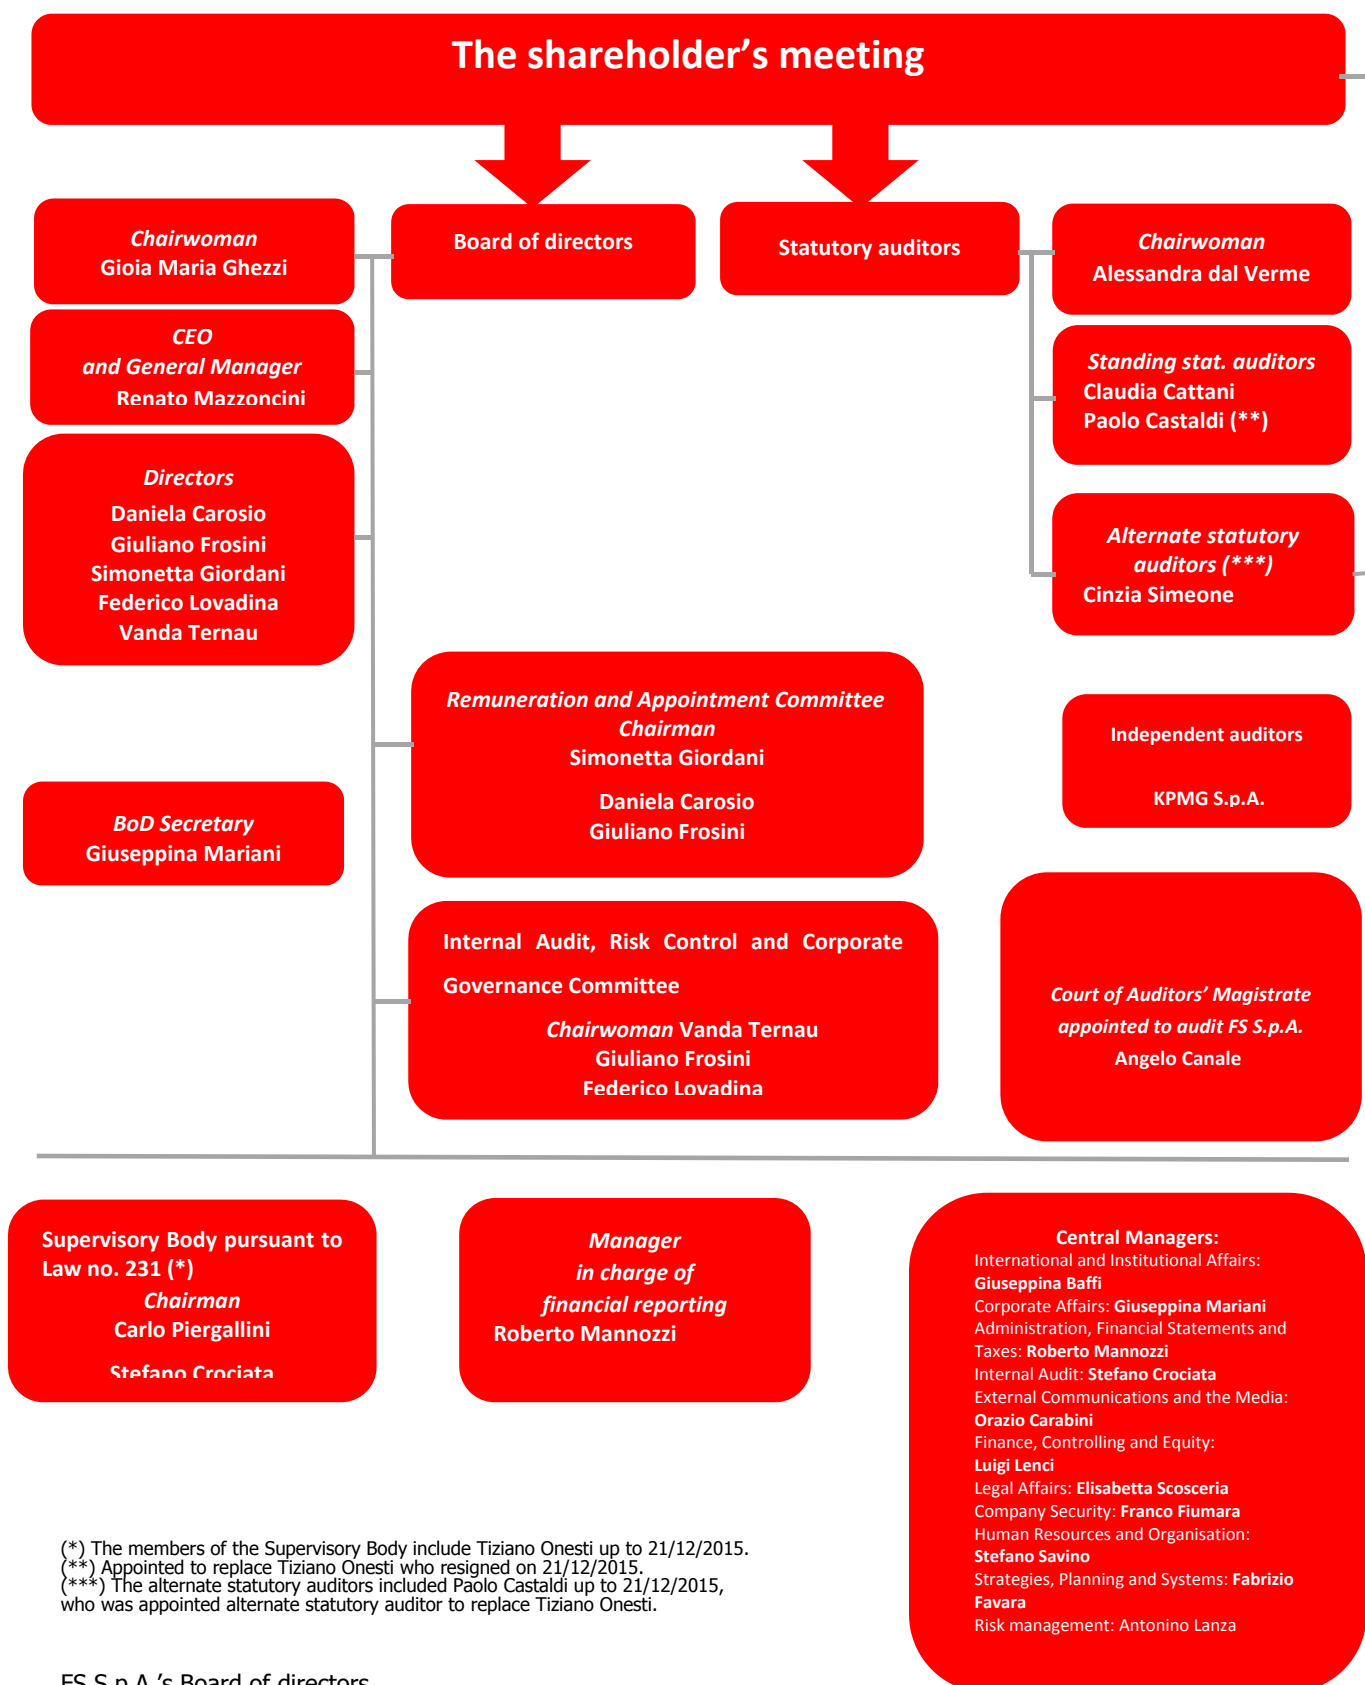 The shareholder’s meeting
Chairwoman
Gioia Maria Ghezzi
Board of directors
Statutory auditors
Chairwoman
Alessandra dal Verme
CEO
and General Manager
Renato Mazzoncini
Standing stat. auditors
Claudia Cattani
Paolo Castaldi (**)
Directors
Daniela Carosio
Giuliano Frosini
Simonetta Giordani
Federico Lovadina
Vanda Ternau
Alternate statutory
auditors (***)
Cinzia Simeone
Remuneration and Appointment Committee
Chairman
Simonetta Giordani
Daniela Carosio
Giuliano Frosini
Independent auditors
KPMG S.p.A.
BoD Secretary
Giuseppina Mariani
Internal Audit, Risk Control and Corporate
Governance Committee
Chairwoman Vanda Ternau
Giuliano Frosini
Federico Lovadina
Court of Auditors’ Magistrate
appointed to audit FS S.p.A.
Angelo Canale
Supervisory Body pursuant to
Law no. 231 (*)
Chairman
Carlo Piergallini
Stefano Crociata
Manager
in charge of
financial reporting
Roberto Mannozzi
Central Managers:
International and Institutional Affairs:
Giuseppina Baffi
Corporate Affairs: Giuseppina Mariani
Administration, Financial Statements and
Taxes: Roberto Mannozzi
Internal Audit: Stefano Crociata
External Communications and the Media:
Orazio Carabini
Finance, Controlling and Equity:
Luigi Lenci
Legal Affairs: Elisabetta Scosceria
Company Security: Franco Fiumara
Human Resources and Organisation:
Stefano Savino
Strategies, Planning and Systems: Fabrizio
Favara
Risk management: Antonino Lanza
(*) The members of the Supervisory Body include Tiziano Onesti up to 21/12/2015.
(**) Appointed to replace Tiziano Onesti who resigned on 21/12/2015.
(***) The alternate statutory auditors included Paolo Castaldi up to 21/12/2015,
who was appointed alternate statutory auditor to replace Tiziano Onesti.
FS S.p.A.’s Board of directors